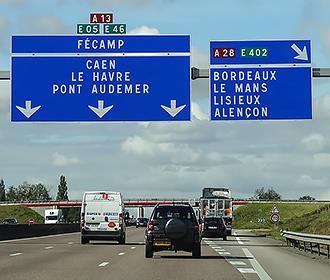 A 13
E 05 E 46
FÉCAMP
CAEN
LE HAVRE
PONT AUDEMER
A 28 E 402
BORDEAUX
LE MANS
LISIEUX
ALENÇON